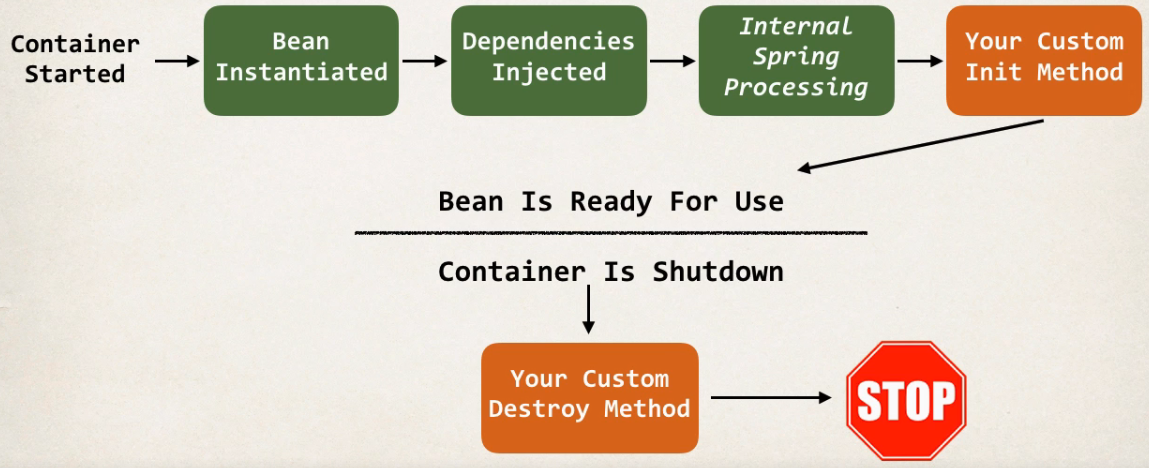 Container
Started
Bean
Instantiated
Dependencies
Injected
Internal
Spring
Processing
Your Custom
Init Method
Bean Is Ready For Use
Container Is Shutdown
Your Custom
Destroy Method
STOP